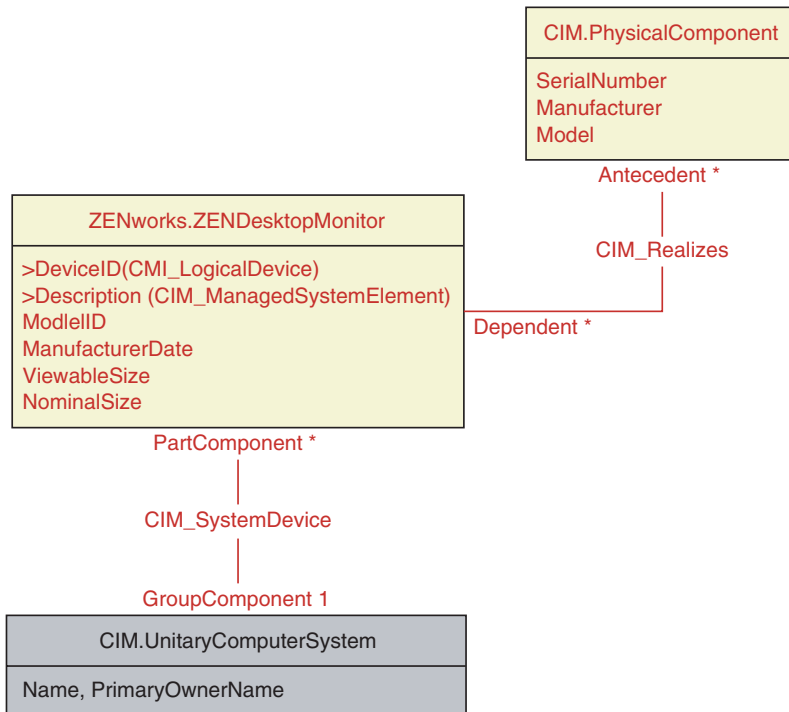 CIM.PhysicalComponent
SerialNumber
Manufacturer
Model
Antecedent *
CIM_Realizes
Dependent *
ZENworks.ZENDesktopMonitor
>DeviceID(CMI_LogicalDevice)
>Description (CIM_ManagedSystemElement)
ModleIID
ManufacturerDate
ViewableSize
NominalSize
PartComponent *
CIM_SystemDevice
GroupComponent 1
CIM.UnitaryComputerSystem
Name, PrimaryOwnerName